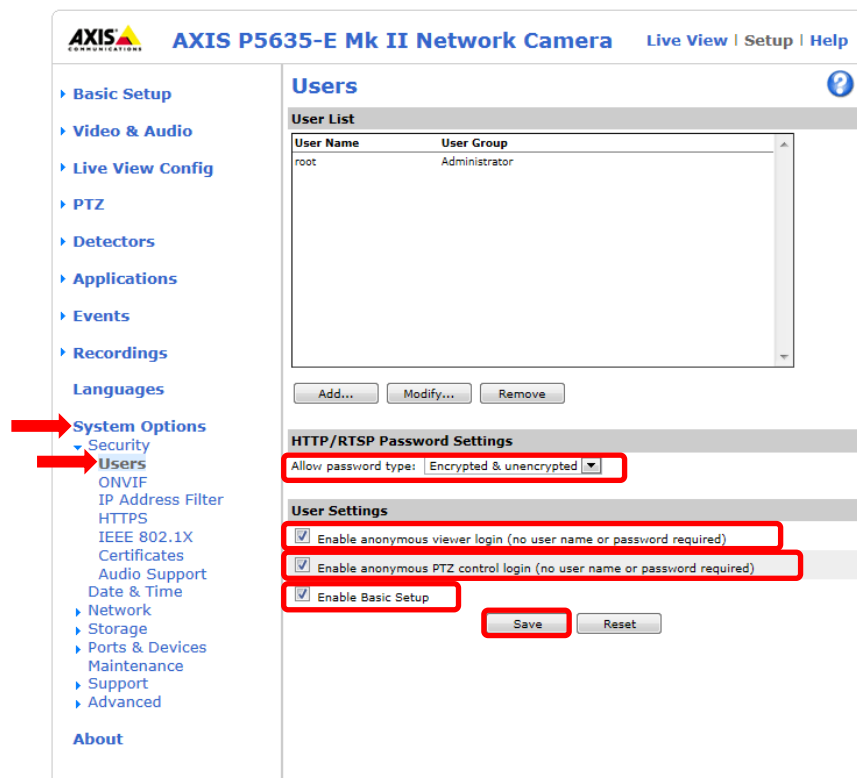 AXIS
COMMUNICATIONS
AXIS P5635-E Mk II Network Camera
Live View | Setup | Help
Basic Setup
Video & Audio
Live View Config
PTZ
Detectors
Applications
Events
Recordings
Languages
System Options
Security
Users
ONVIF
IP Address Filter
HTTPS
IEEE 802.1X
Certificates
Audio Support
Date & Time
Network
Storage
Ports & Devices
Maintenance
Support
Advanced
About
Users
?
User List
User Name User Group
root Administrator
Add... Modify... Remove
HTTP/RTSP Password Settings
Allow password type: Encrypted & unencrypted
User Settings
Enable anonymous viewer login (no user name or password required)
Enable anonymous PTZ control login (no user name or password required)
Enable Basic Setup
Save Reset